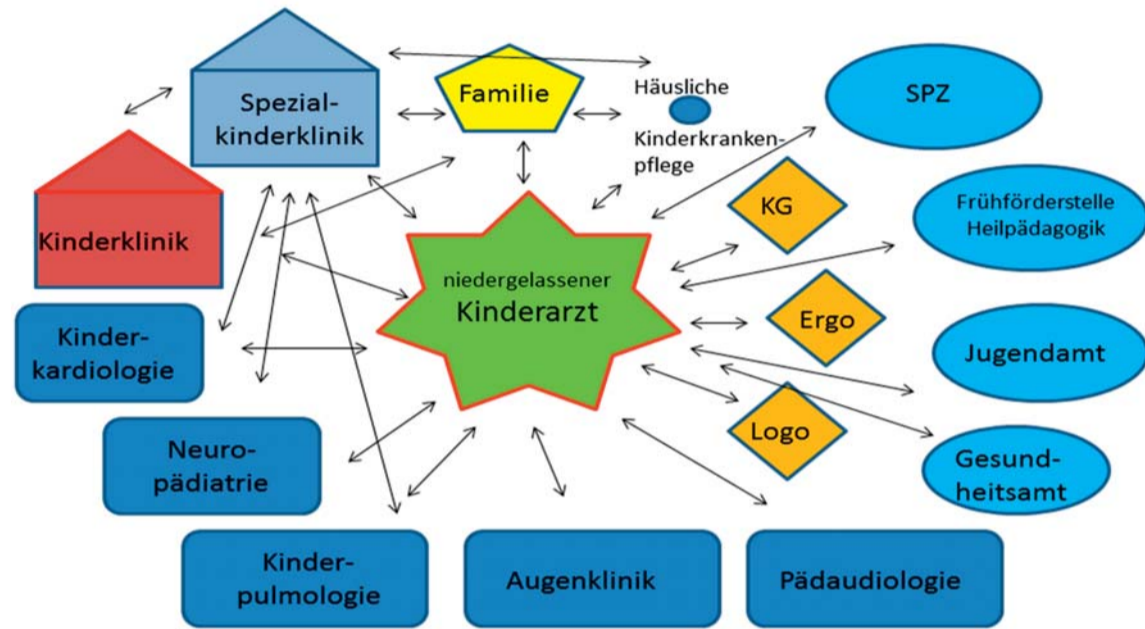 Spezial-
kinderklinik
Familie
Häusliche
Kinderkranken-
pflege
SPZ
KG
Frühförderstelle
Heilpädagogik
Kinderklinik
niedergelassener
Kinderarzt
Ergo
Jugendamt
Kinder-
kardiologie
Logo
Neuro-
pädiatrie
Gesund-
heitsamt
Kinder-
pulmologie
Augenklinik
Pädaudiologie